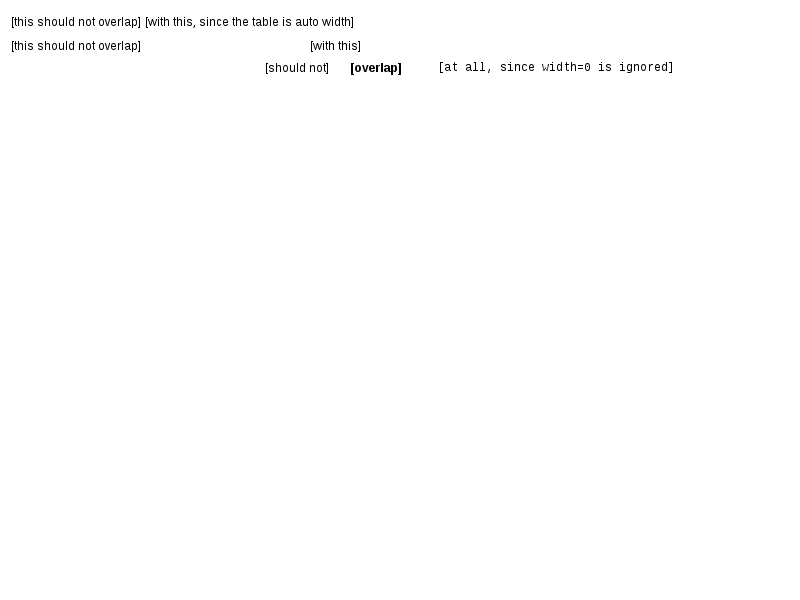 [this should not overlap] [with this, since the table is auto width]
[this should not overlap] [with this]
[should not] [overlap] [at all, since width=0 is ignored]